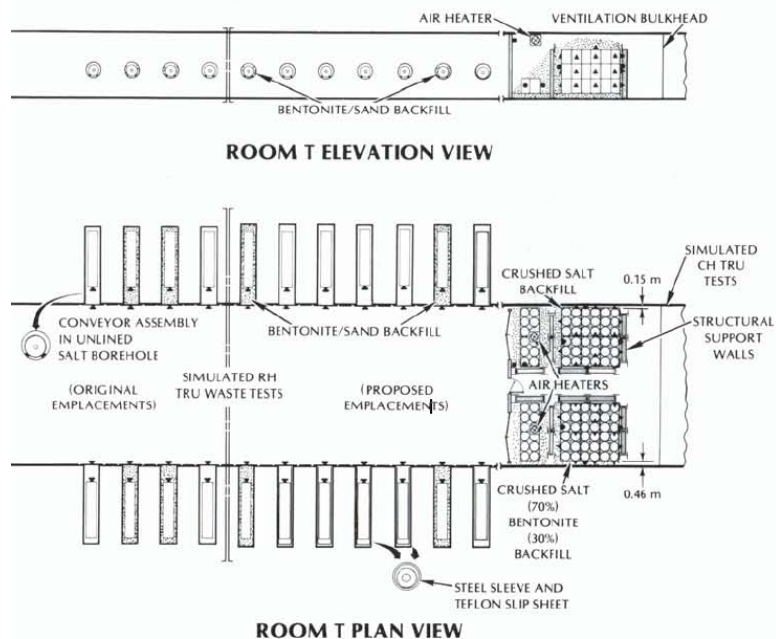 AIR HEATER
VENTILATION BULKHEAD
BENTONITE/SAND BACKFILL
ROOM T ELEVATION VIEW
SIMULATED
CH TRU
TESTS
CRUSHED SALT
BACKFILL
0.15 m
STRUCTURAL
SUPPORT
WALLS
CONVEYOR ASSEMBLY
IN UNLINED
SALT BOREHOLE
BENTONITE/SAND BACKFILL
(ORIGINAL
EMPLACEMENTS)
SIMULATED RH
TRU WASTE TESTS
(PROPOSED
EMPLACEMENTS)
AIR HEATERS
CRUSHED SALT
(70%)
BENTONITE
(30%)
BACKFILL
0.46 m
STEEL SLEEVE AND
TEFLON SLIP SHEET
ROOM T PLAN VIEW